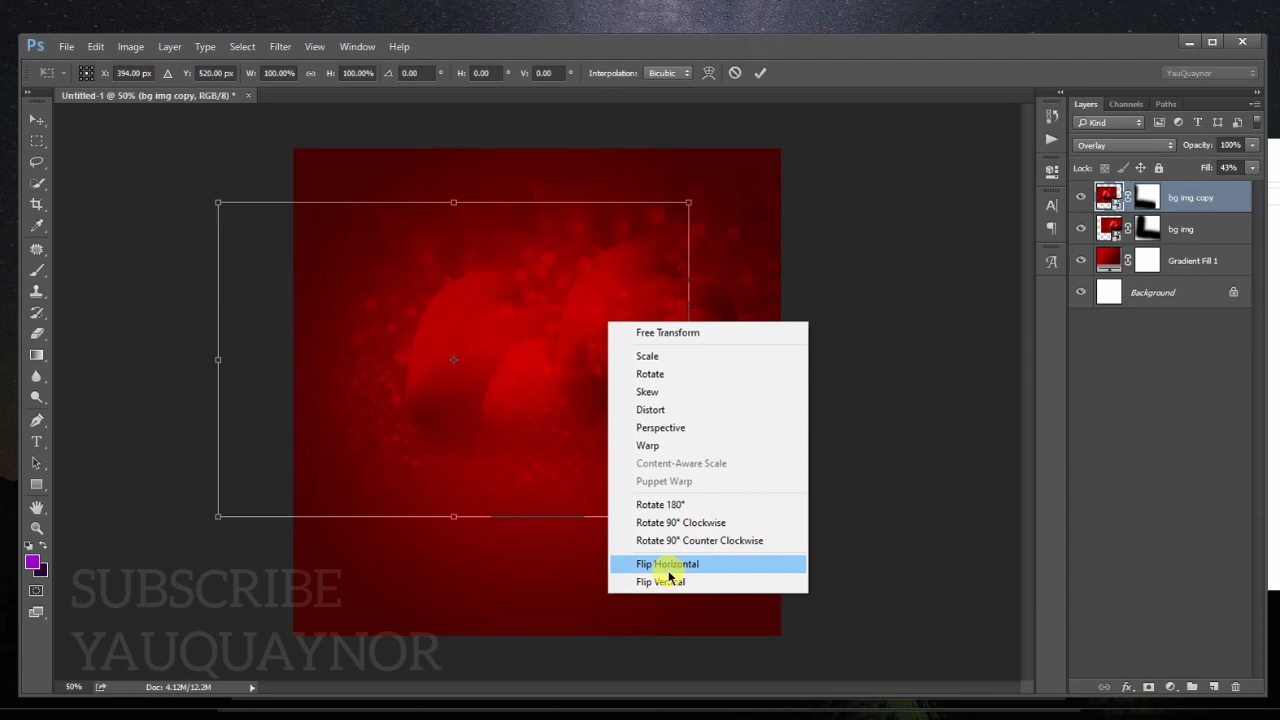 Ps File Edit Image Layer Type Select Filter View Window Help
X: 394.00 px Y: 520.00 px W: 100.00% H: 100.00% 0.00 ° H: 0.00 ° V: 0.00 ° Interpolation: Bicubic YauQuaynor
Untitled-1 @ 50% (bg img copy, RGB/8) * ×
Layers Channels Paths
Kind
Overlay Opacity: 100%
Lock: Fill: 43%
bg img copy
bg img
Gradient Fill 1
Background
Free Transform
Scale
Rotate
Skew
Distort
Perspective
Warp
Content-Aware Scale
Puppet Warp
Rotate 180°
Rotate 90° Clockwise
Rotate 90° Counter Clockwise
Flip Horizontal
Flip Vertical
SUBSCRIBE
YAUQUAYNOR
50% Doc: 4.12M/12.2M